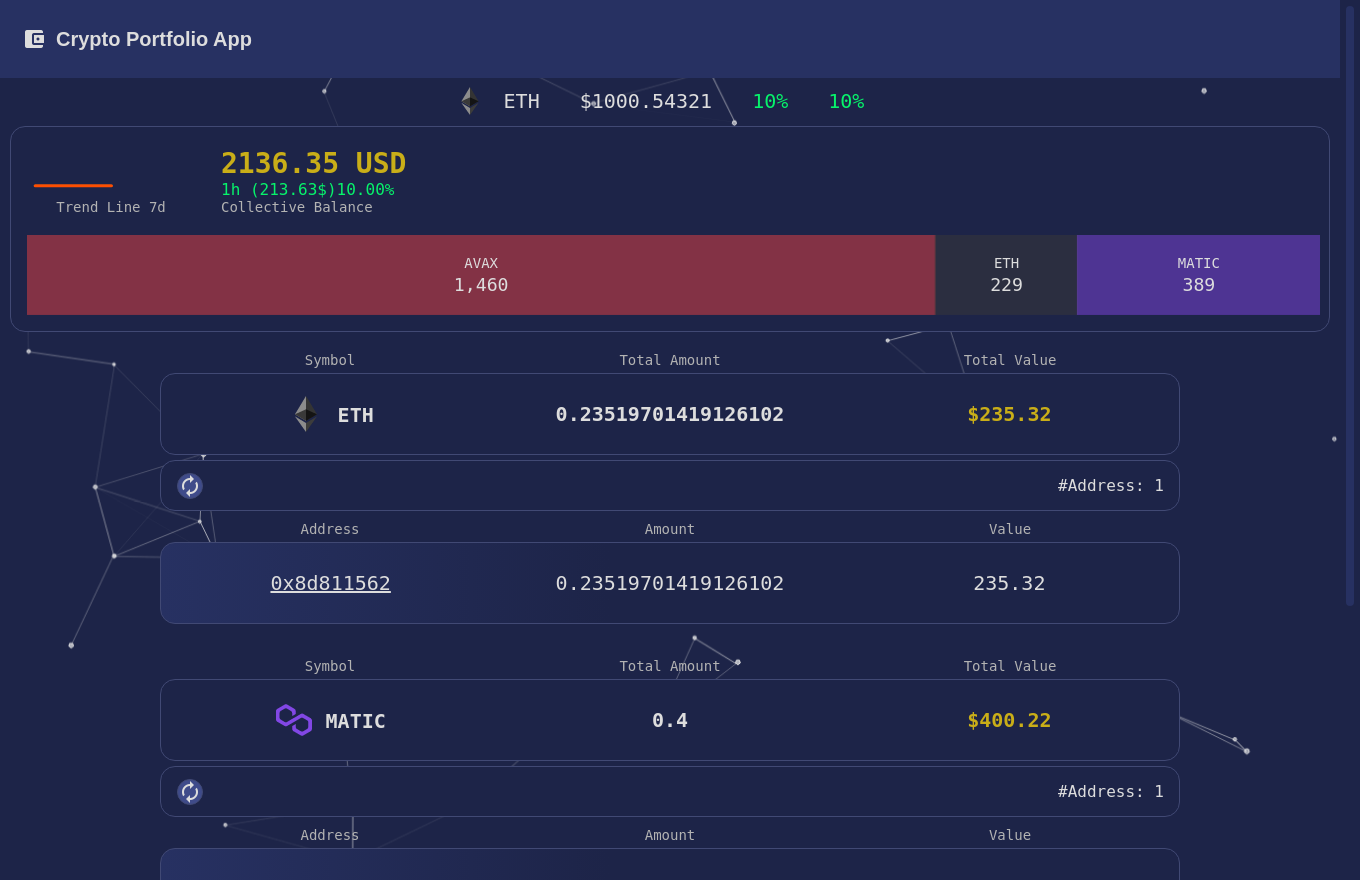 Crypto Portfolio App
ETH $1000.54321 10% 10%
2136.35 USD
1h (213.63$)10.00%
Trend Line 7d Collective Balance
AVAX ETH MATIC
1,460 229 389
Symbol Total Amount Total Value
ETH 0.23519701419126102 $235.32
#Address: 1
Address Amount Value
0x8d811562 0.23519701419126102 235.32
Symbol Total Amount Total Value
MATIC 0.4 $400.22
#Address: 1
Address Amount Value